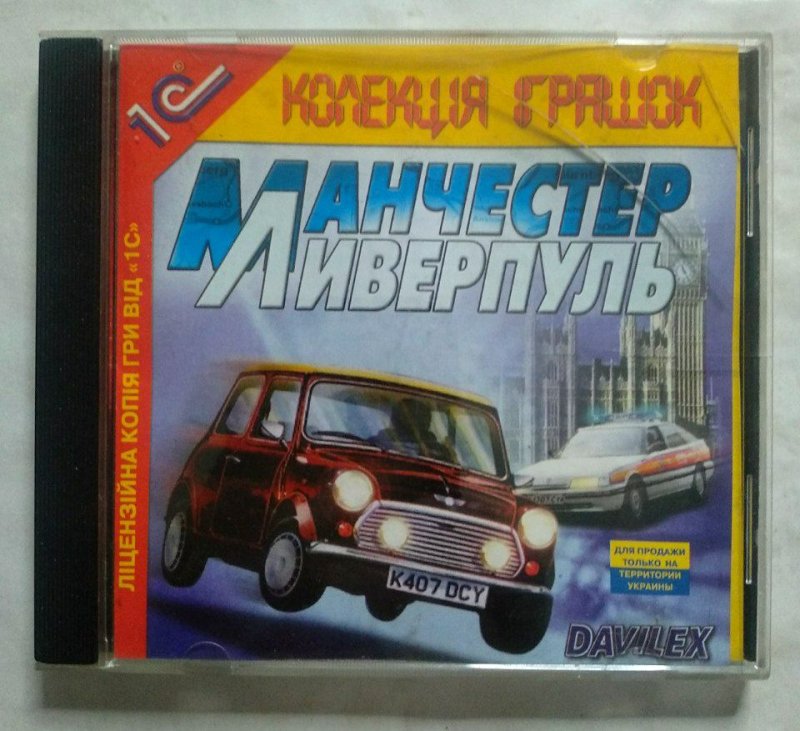 1С®
КОЛЕКЦІЯ ІГРАШОК
МАНЧЕСТЕР
ЛИВЕРПУЛЬ
ЛІЦЕНЗІЙНА КОПІЯ ГРИ ВІД «1С»
K407 DCY
ДЛЯ ПРОДАЖИ
ТОЛЬКО НА
ТЕРРИТОРИИ
УКРАИНЫ
DAVILEX